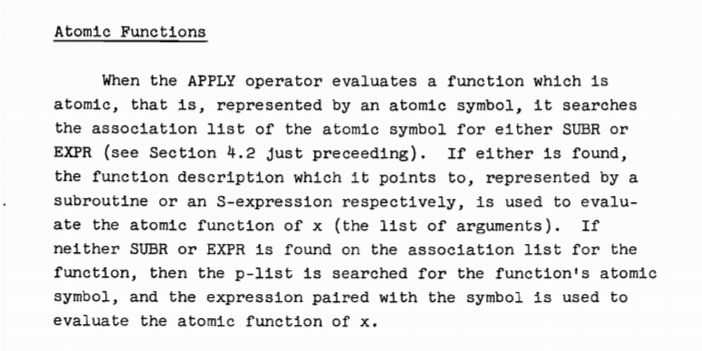 Atomic Functions
When the APPLY operator evaluates a function which is
atomic, that is, represented by an atomic symbol, it searches
the association list of the atomic symbol for either SUBR or
EXPR (see Section 4.2 just preceeding). If either is found,
the function description which it points to, represented by a
subroutine or an S-expression respectively, is used to evalu-
ate the atomic function of x (the list of arguments). If
neither SUBR or EXPR is found on the association list for the
function, then the p-list is searched for the function's atomic
symbol, and the expression paired with the symbol is used to
evaluate the atomic function of x.